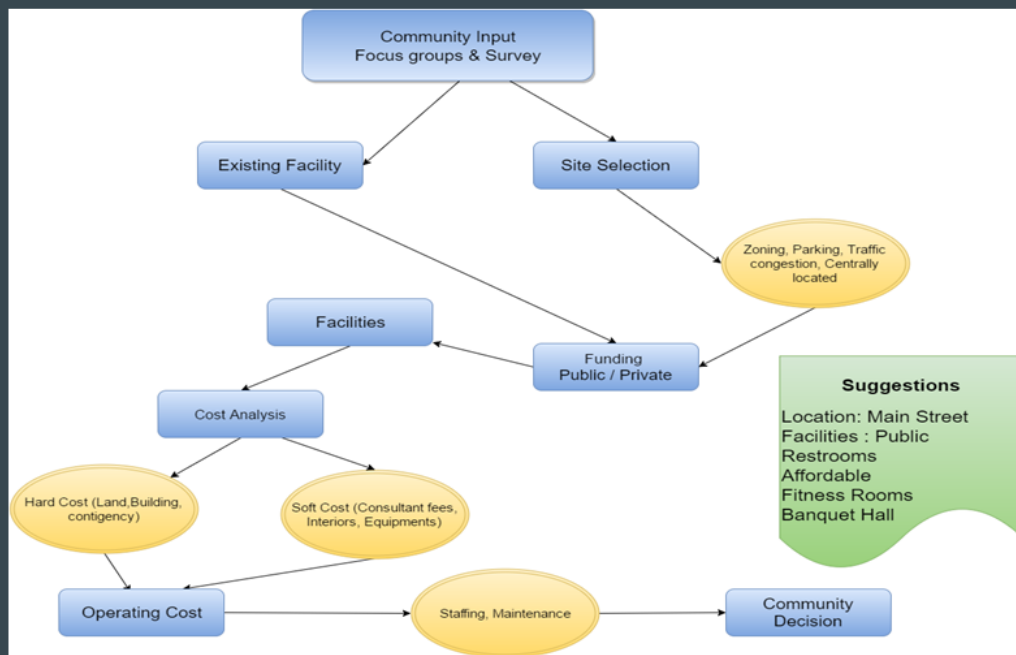 Community Input
Focus groups & Survey
Existing Facility
Site Selection
Zoning, Parking, Traffic
congestion, Centrally
located
Facilities
Funding
Public / Private
Cost Analysis
Suggestions
Location: Main Street
Facilities : Public
Restrooms
Affordable
Fitness Rooms
Banquet Hall
Hard Cost (Land,Building,
contigency)
Soft Cost (Consultant fees,
Interiors, Equipments)
Operating Cost
Staffing, Maintenance
Community
Decision